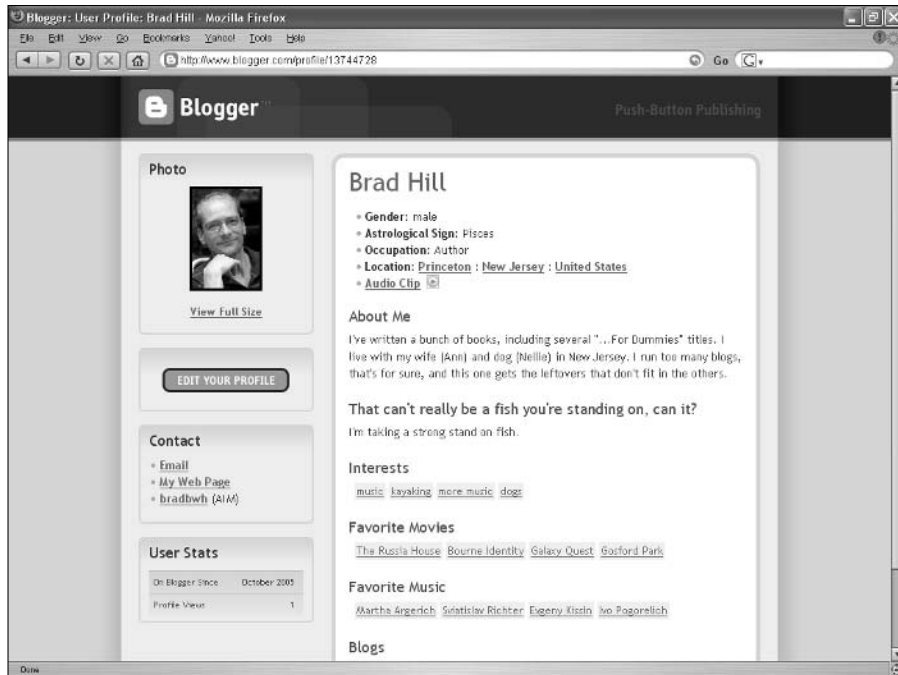 Blogger: User Profile: Brad Hill - Mozilla Firefox
File Edit View Go Bookmarks Yahoo! Tools Help
http://www.blogger.com/profile/13744728
Go
G
Blogger™
Push-Button Publishing
Photo
View Full Size
EDIT YOUR PROFILE
Contact
Email
My Web Page
bradbwh (AIM)
User Stats
On Blogger Since October 2005
Profile Views 1
Brad Hill
Gender: male
Astrological Sign: Pisces
Occupation: Author
Location: Princeton : New Jersey : United States
Audio Clip
About Me
I've written a bunch of books, including several "...For Dummies" titles. I
live with my wife (Ann) and dog (Nellie) in New Jersey. I run too many blogs,
that's for sure, and this one gets the leftovers that don't fit in the others.
That can't really be a fish you're standing on, can it?
I'm taking a strong stand on fish.
Interests
music kayaking more music dogs
Favorite Movies
The Russia House Bourne Identity Galaxy Quest Gosford Park
Favorite Music
Martha Argerich Sviatislav Richter Evgeny Kissin Ivo Pogorelich
Blogs
Done